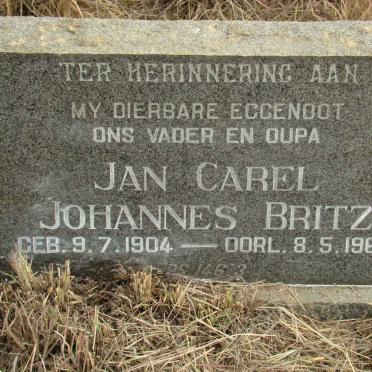 TER HERINNERING AAN
MY DIERBARE EGGENOOT
ONS VADER EN OUPA
JAN CAREL
JOHANNES BRITZ
GEB. 9.7.1904 — OORL. 8.5.